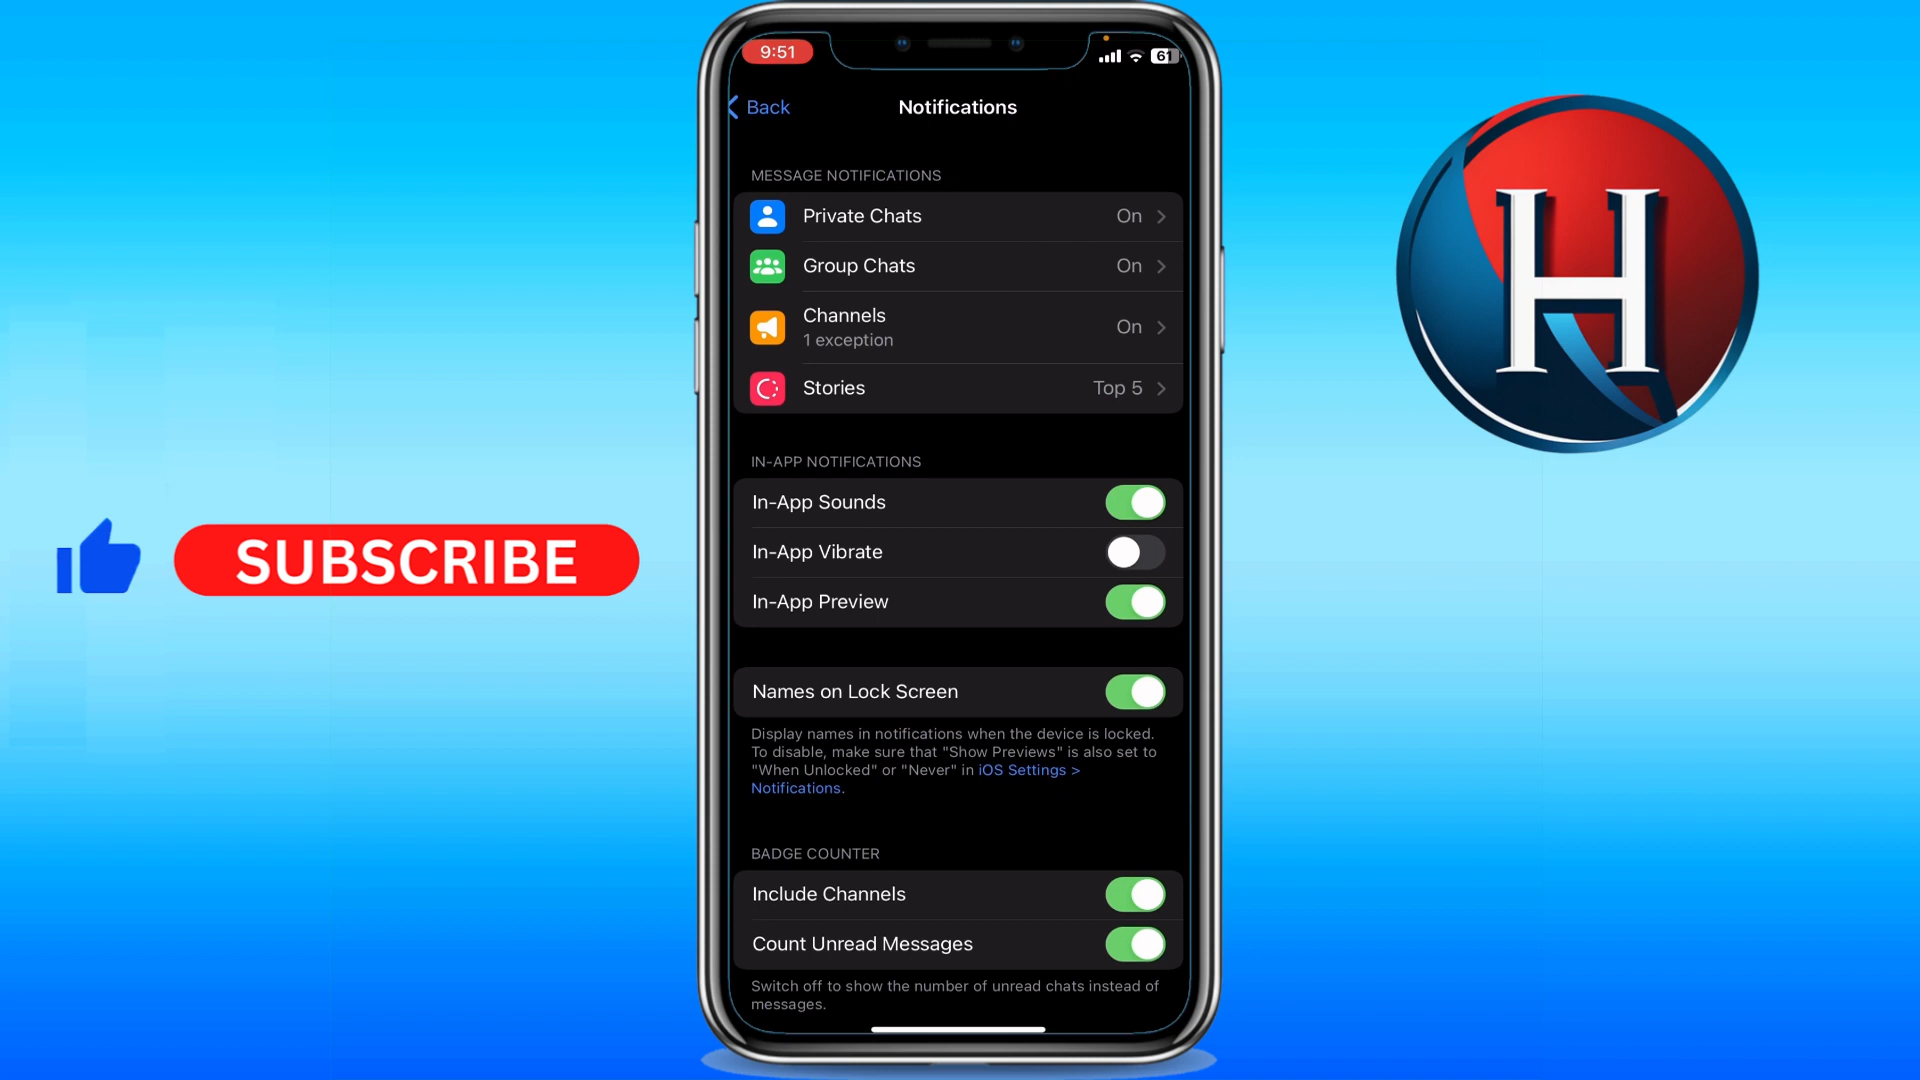 9:51
61
Back
Notifications
MESSAGE NOTIFICATIONS
Private Chats On
Group Chats On
Channels
1 exception
On
Stories Top 5
IN-APP NOTIFICATIONS
In-App Sounds
In-App Vibrate
In-App Preview
Names on Lock Screen
Display names in notifications when the device is locked.
To disable, make sure that "Show Previews" is also set to
"When Unlocked" or "Never" in iOS Settings >
Notifications.
BADGE COUNTER
Include Channels
Count Unread Messages
Switch off to show the number of unread chats instead of
messages.
SUBSCRIBE
H